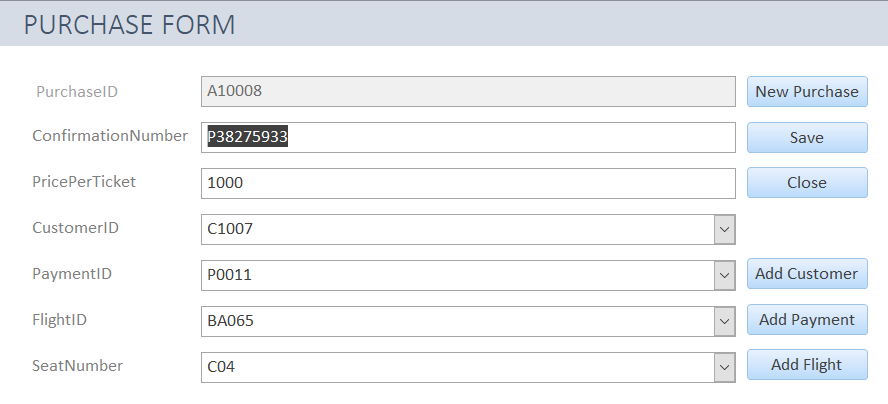 PURCHASE FORM
PurchaseID A10008 New Purchase
ConfirmationNumber P38275933 Save
PricePerTicket 1000 Close
CustomerID C1007
PaymentID P0011 Add Customer
FlightID BA065 Add Payment
SeatNumber C04 Add Flight